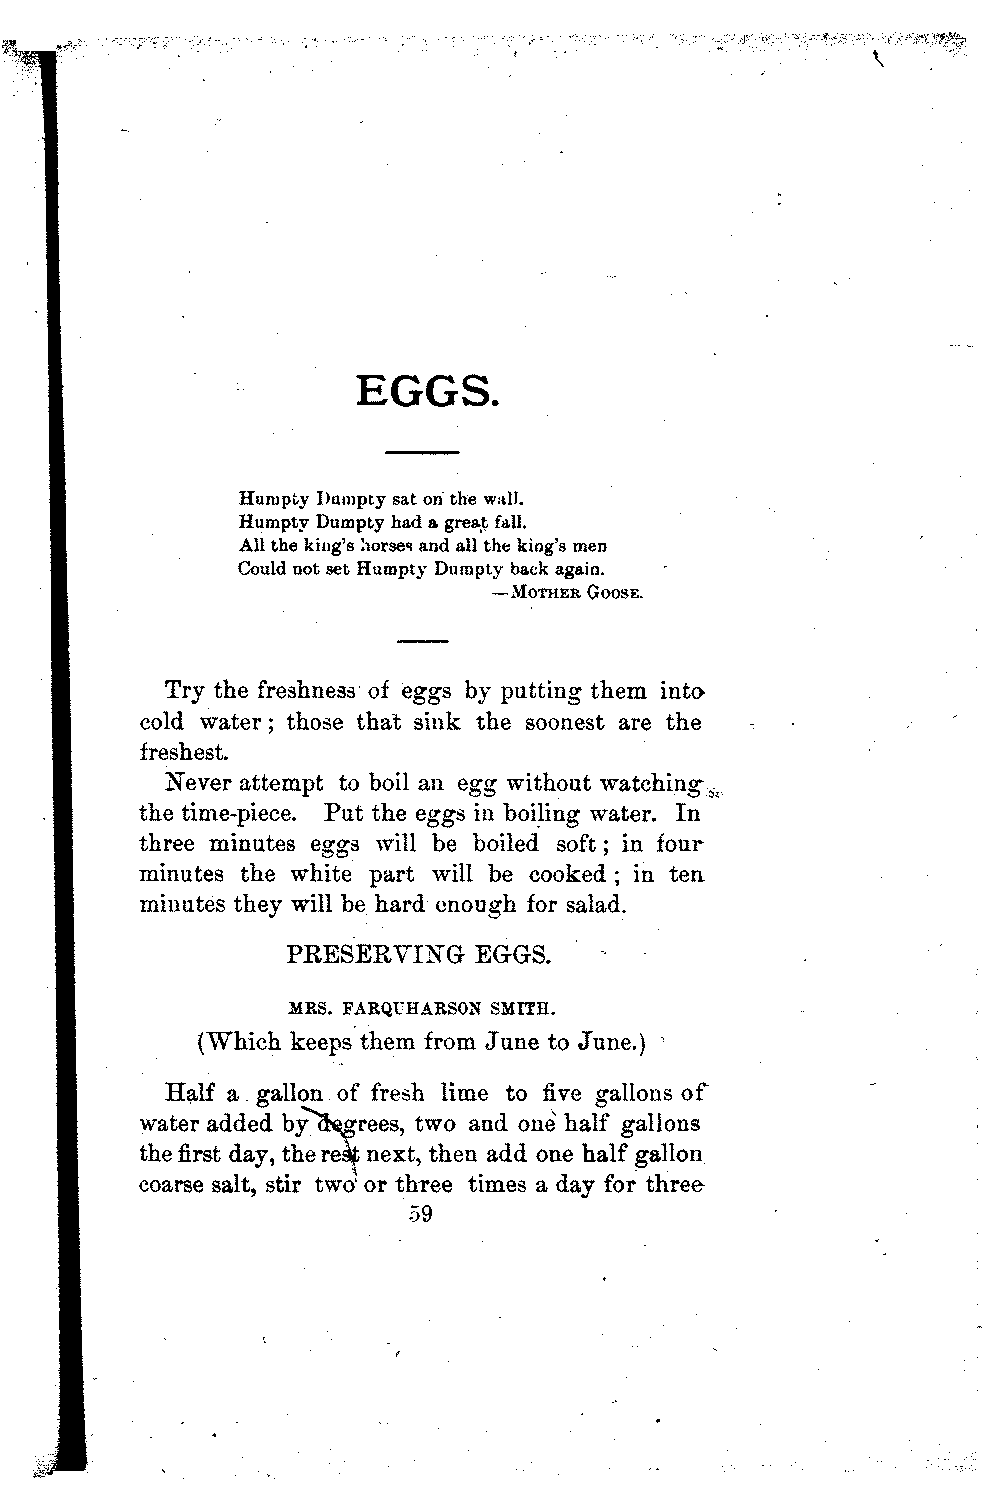 EGGS.
Humpty Dumpty sat on the wall.
Humpty Dumpty had a great fall.
All the king's horses and all the king's men
Could not set Humpty Dumpty back again.
—MOTHER GOOSE.
Try the freshness of eggs by putting them into
cold water; those that sink the soonest are the
freshest.
Never attempt to boil an egg without watching
the time-piece. Put the eggs in boiling water. In
three minutes eggs will be boiled soft; in four
minutes the white part will be cooked; in ten
minutes they will be hard enough for salad.
PRESERVING EGGS.
MRS. FARQUHARSON SMITH.
(Which keeps them from June to June.)
Half a gallon of fresh lime to five gallons of
water added by degrees, two and one half gallons
the first day, the rest next, then add one half gallon
coarse salt, stir two or three times a day for three
59